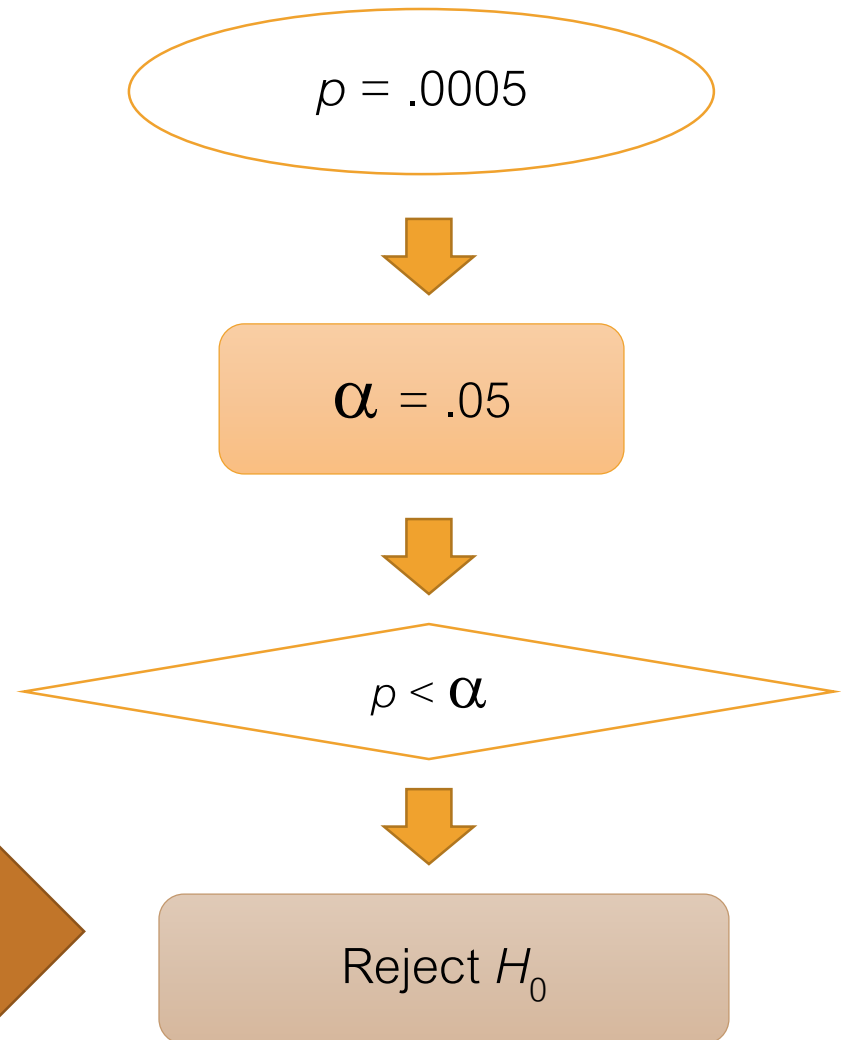 p = .0005
α = .05
p < α
Reject H₀